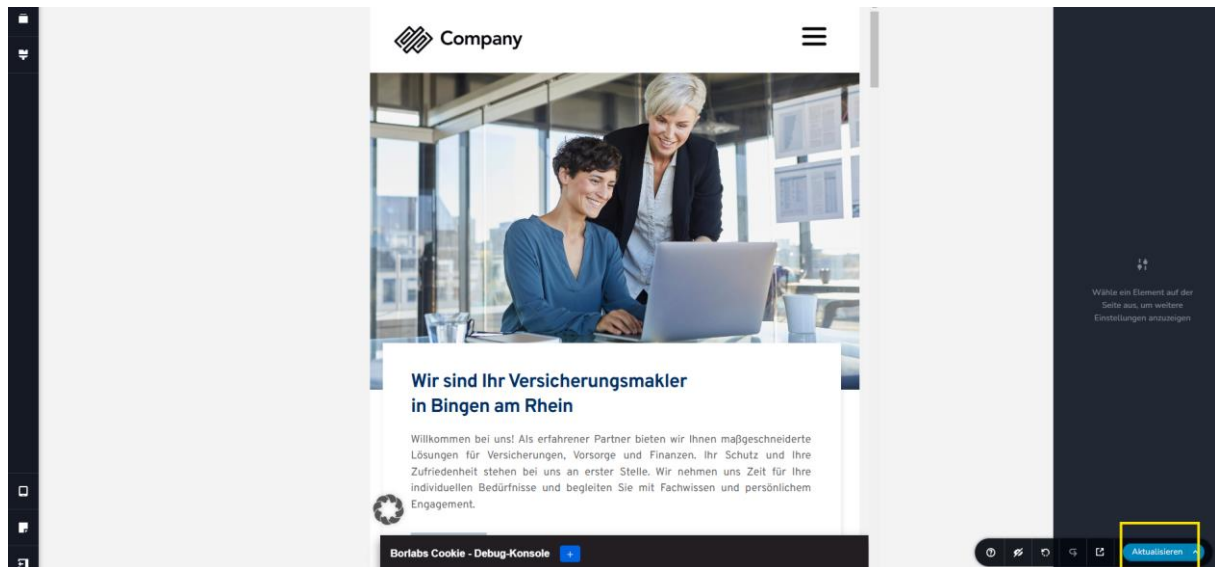 Company
Wir sind Ihr Versicherungsmakler
in Bingen am Rhein
Willkommen bei uns! Als erfahrener Partner bieten wir Ihnen maßgeschneiderte
Lösungen für Versicherungen, Vorsorge und Finanzen. Ihr Schutz und Ihre
Zufriedenheit stehen bei uns an erster Stelle. Wir nehmen uns Zeit für Ihre
individuellen Bedürfnisse und begleiten Sie mit Fachwissen und persönlichem
Engagement.
Borlabs Cookie - Debug-Konsole +
Wähle ein Element auf der
Seite aus, um weitere
Einstellungen anzuzeigen
Aktualisieren